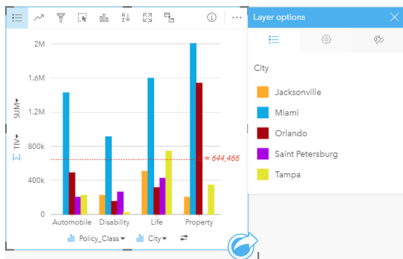 Layer options
City
Jacksonville
Miami
Orlando
Saint Petersburg
Tampa
2M
1.6M
1.2M
800k
400k
0
SUM
TIV
x̄ = 644,466
Automobile Disability Life Property
Policy_Class City